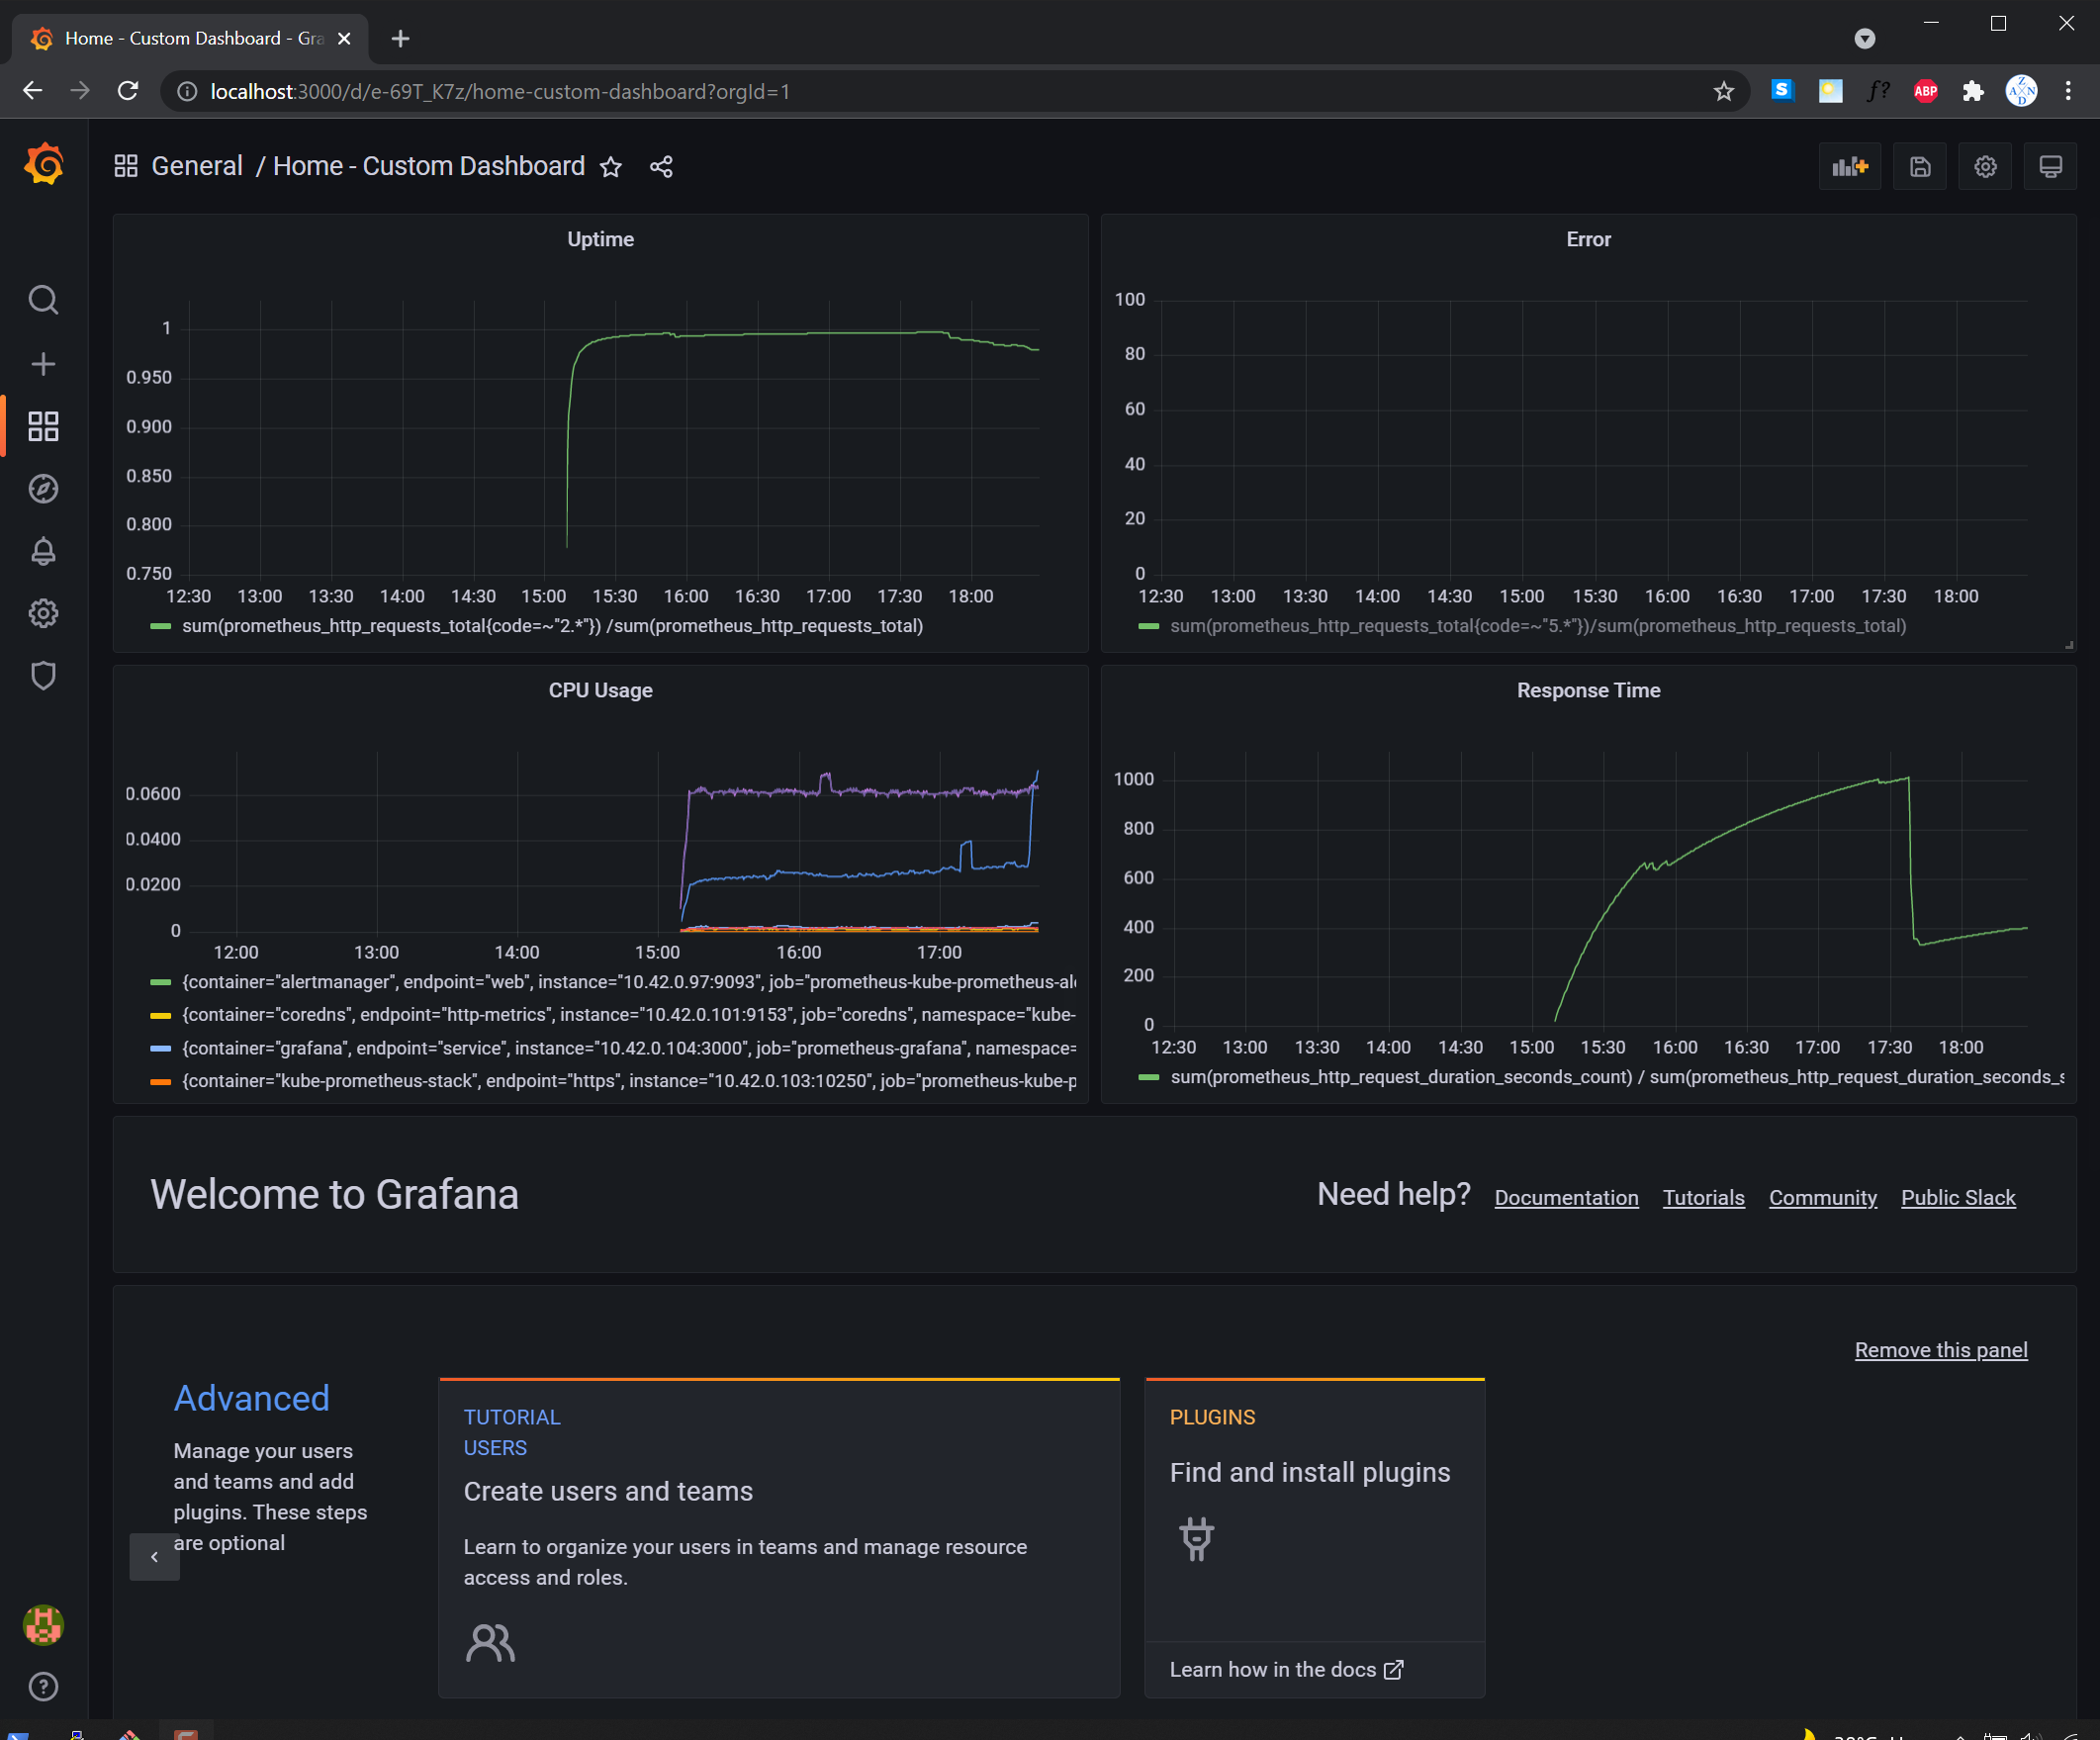 Home - Custom Dashboard - Gra
localhost:3000/d/e-69T_K7z/home-custom-dashboard?orgId=1
S
f?
ABP
Z
A X N
D
General / Home - Custom Dashboard
Uptime
1
0.950
0.900
0.850
0.800
0.750
12:30 13:00 13:30 14:00 14:30 15:00 15:30 16:00 16:30 17:00 17:30 18:00
sum(prometheus_http_requests_total{code=~"2.*"}) /sum(prometheus_http_requests_total)
Error
100
80
60
40
20
0
12:30 13:00 13:30 14:00 14:30 15:00 15:30 16:00 16:30 17:00 17:30 18:00
sum(prometheus_http_requests_total{code=~"5.*"})/sum(prometheus_http_requests_total)
CPU Usage
0.0600
0.0400
0.0200
0
12:00 13:00 14:00 15:00 16:00 17:00
{container="alertmanager", endpoint="web", instance="10.42.0.97:9093", job="prometheus-kube-prometheus-al
{container="coredns", endpoint="http-metrics", instance="10.42.0.101:9153", job="coredns", namespace="kube-
{container="grafana", endpoint="service", instance="10.42.0.104:3000", job="prometheus-grafana", namespace=
{container="kube-prometheus-stack", endpoint="https", instance="10.42.0.103:10250", job="prometheus-kube-p
Response Time
1000
800
600
400
200
0
12:30 13:00 13:30 14:00 14:30 15:00 15:30 16:00 16:30 17:00 17:30 18:00
sum(prometheus_http_request_duration_seconds_count) / sum(prometheus_http_request_duration_seconds_s
Welcome to Grafana
Need help? Documentation Tutorials Community Public Slack
Remove this panel
Advanced
Manage your users
and teams and add
plugins. These steps
are optional
TUTORIAL
USERS
Create users and teams
Learn to organize your users in teams and manage resource
access and roles.
PLUGINS
Find and install plugins
Learn how in the docs